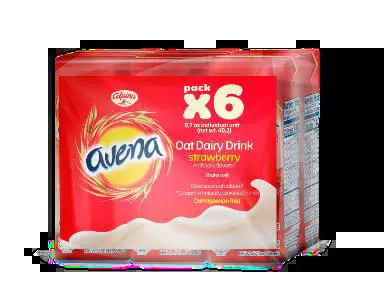 Alpina
pack
x6
6.7 oz individual unit -
(net wt. 40.2)
avena
Oat Dairy Drink
strawberry
Artificially flavored
Shake well
Good source of calcium*
Carrageenan free